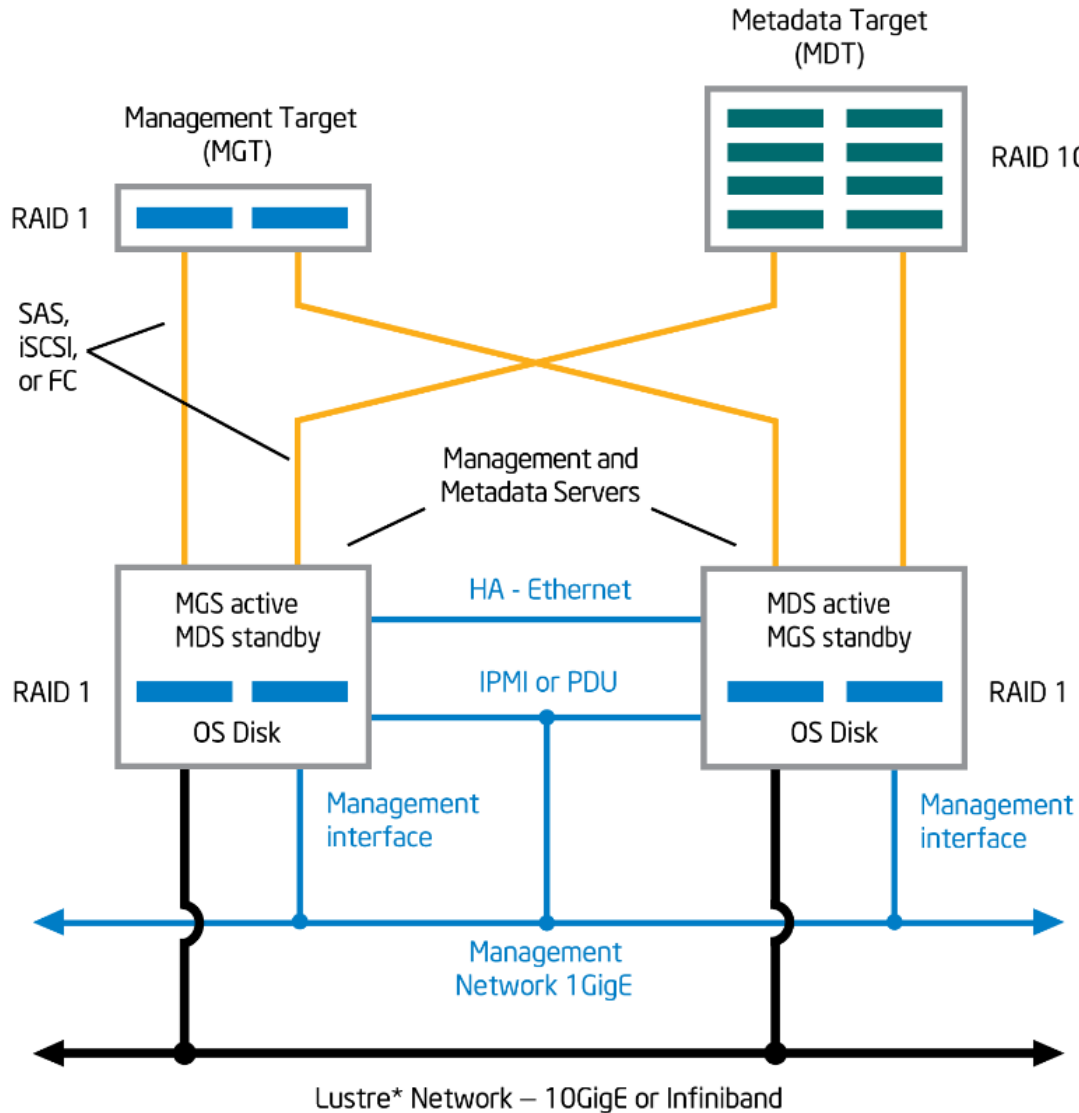 Metadata Target
(MDT)
Management Target
(MGT)
RAID 10
RAID 1
SAS,
iSCSI,
or FC
Management and
Metadata Servers
MGS active
MDS standby
HA - Ethernet
MDS active
MGS standby
RAID 1
IPMI or PDU
RAID 1
OS Disk
OS Disk
Management
interface
Management
interface
Management
Network 1GigE
Lustre* Network – 10GigE or Infiniband